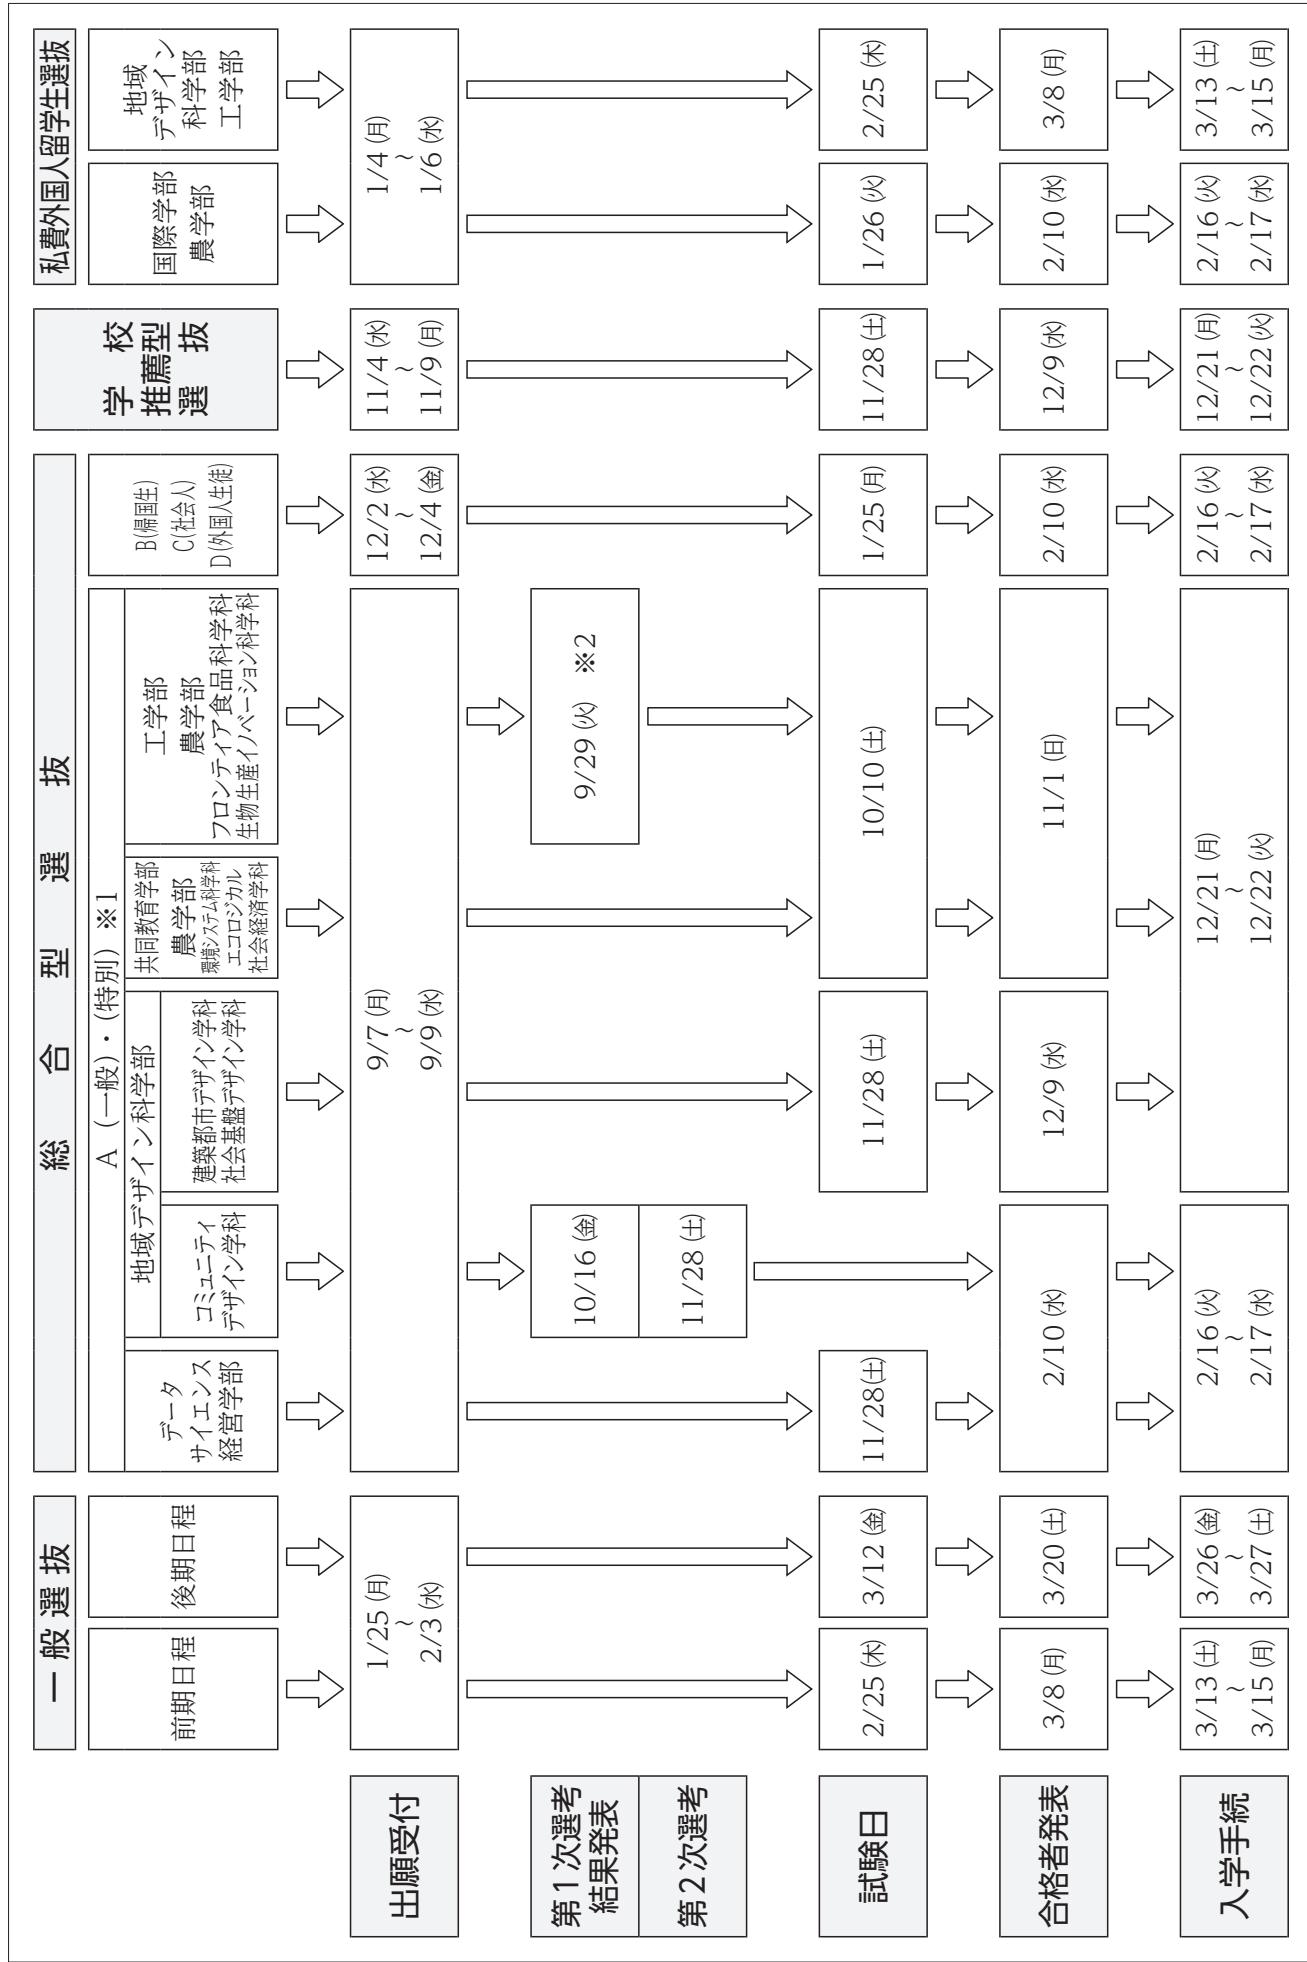 一般選抜
総合型選抜
学校
推薦型
選抜
私費外国人留学生選抜
前期日程
後期日程
A（一般）・（特別）※1
データ
サイエンス
経営学部
地域デザイン科学部
コミュニティ
デザイン学科
建築都市デザイン学科
社会基盤デザイン学科
共同教育学部
農学部
環境システム科学科
エコロジカル
社会経済学科
工学部
農学部
フロンティア食品科学科
生物生産イノベーション科学科
B(帰国生)
C(社会人)
D(外国人生徒)
国際学部
農学部
地域
デザイン
科学部
工学部
出願受付
1/25(月)
～
2/3(水)
9/7(月)
～
9/9(水)
12/2(水)
～
12/4(金)
11/4(水)
～
11/9(月)
1/4(月)
～
1/6(水)
第1次選考
結果発表
10/16(金)
9/29(火) ※2
第2次選考
11/28(土)
試験日
2/25(木)
3/12(金)
11/28(土)
11/28(土)
10/10(土)
1/25(月)
11/28(土)
1/26(火)
2/25(木)
合格者発表
3/8(月)
3/20(土)
2/10(水)
12/9(水)
11/1(日)
2/10(水)
12/9(水)
2/10(水)
3/8(月)
入学手続
3/13(土)
～
3/15(月)
3/26(金)
～
3/27(土)
2/16(火)
～
2/17(水)
12/21(月)
～
12/22(火)
2/16(火)
～
2/17(水)
12/21(月)
～
12/22(火)
2/16(火)
～
2/17(水)
3/13(土)
～
3/15(月)